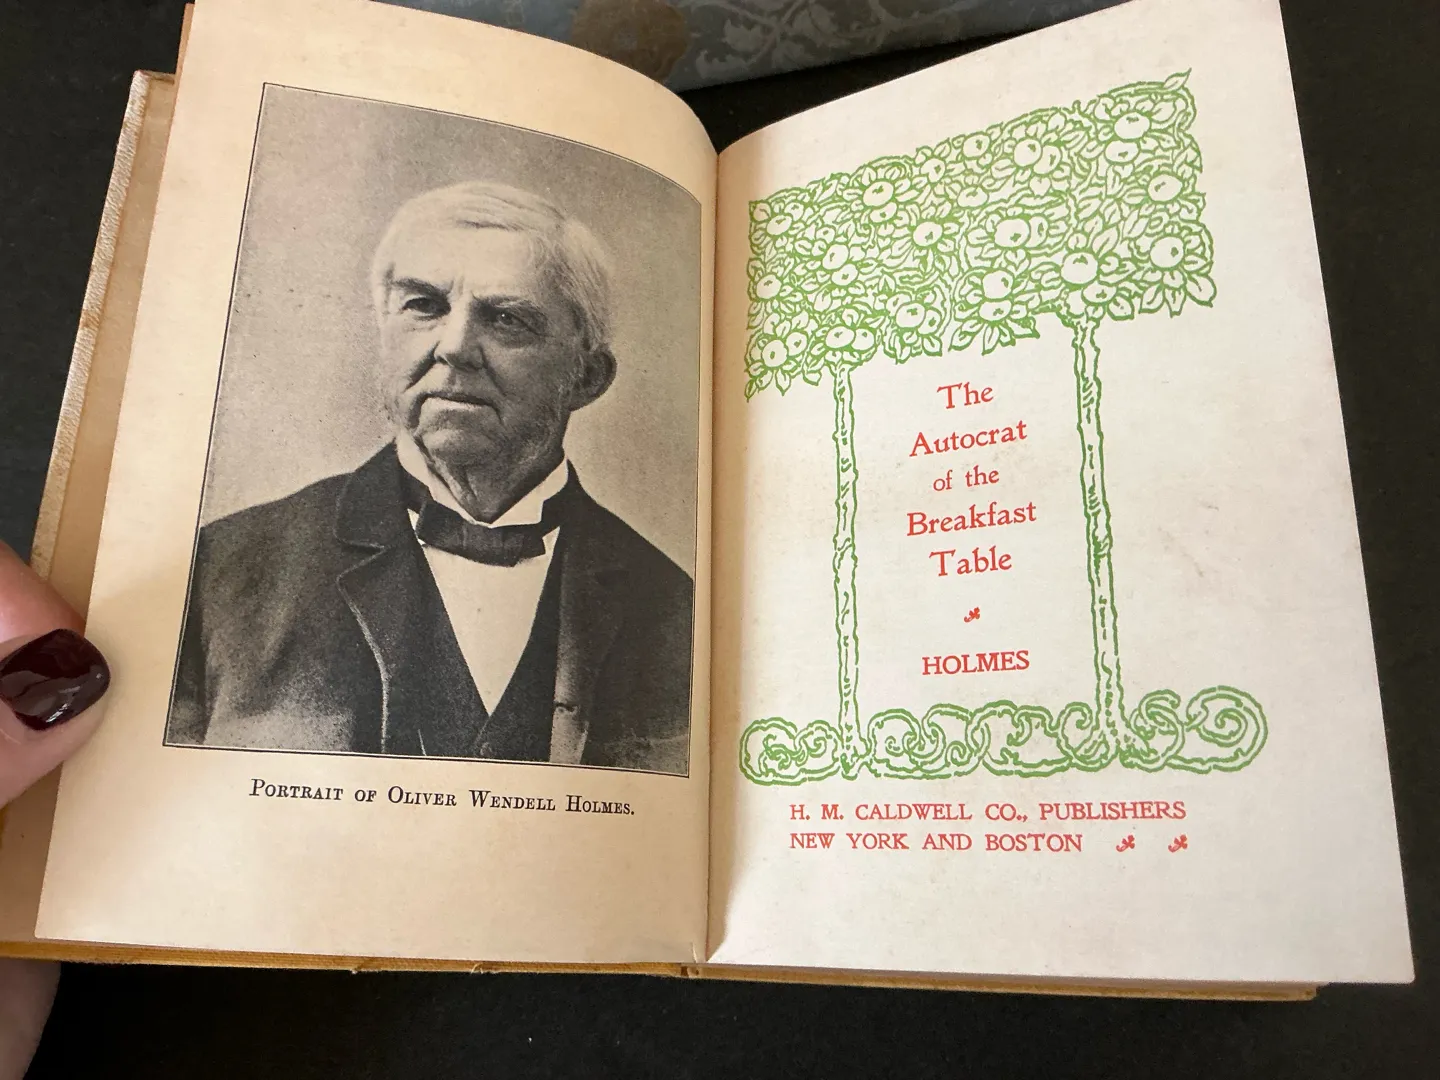 PORTRAIT OF OLIVER WENDELL HOLMES.
The
Autocrat
of the
Breakfast
Table
HOLMES
H. M. CALDWELL CO., PUBLISHERS
NEW YORK AND BOSTON